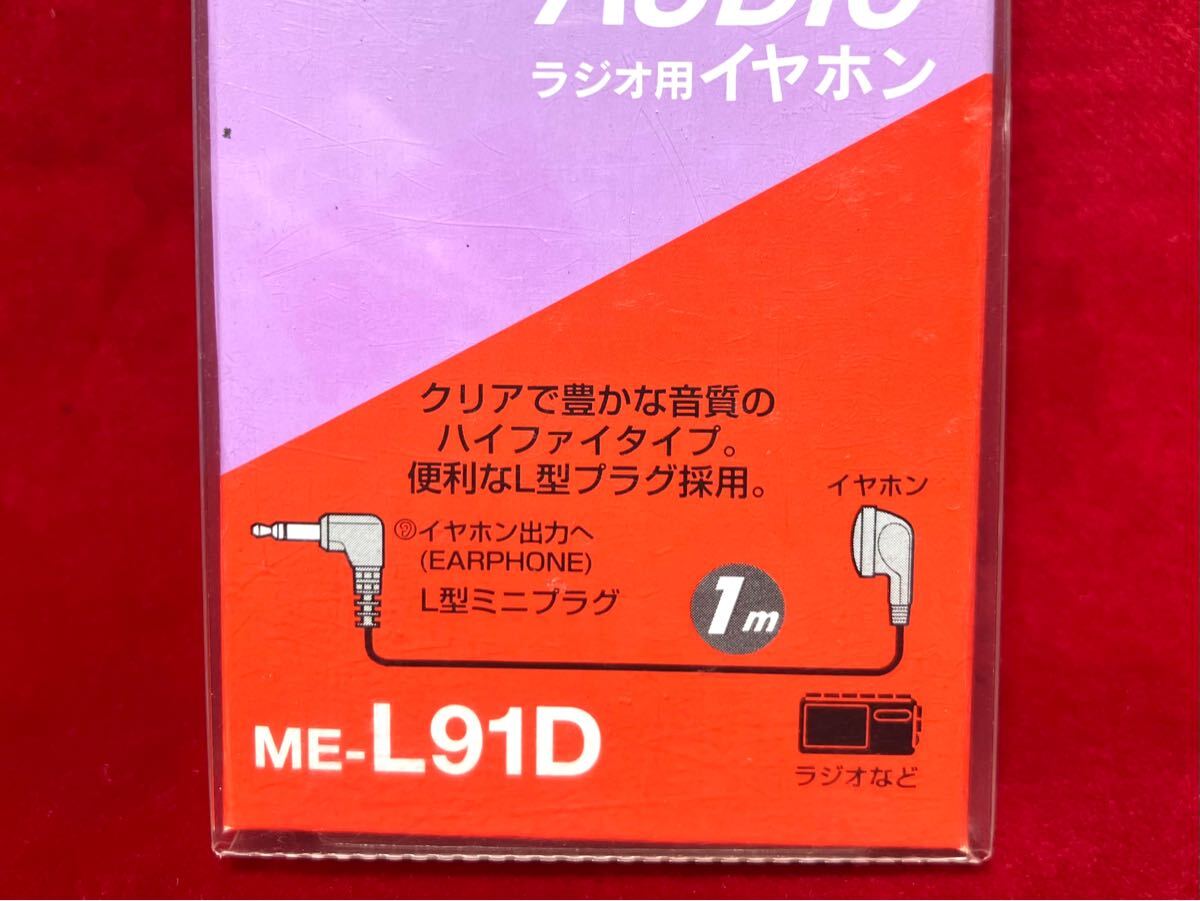 AUDIO
ラジオ用イヤホン
クリアで豊かな音質の
ハイファイタイプ。
便利なL型プラグ採用。
イヤホン
イヤホン出力へ
(EARPHONE)
L型ミニプラグ
1m
ME-L91D
ラジオなど